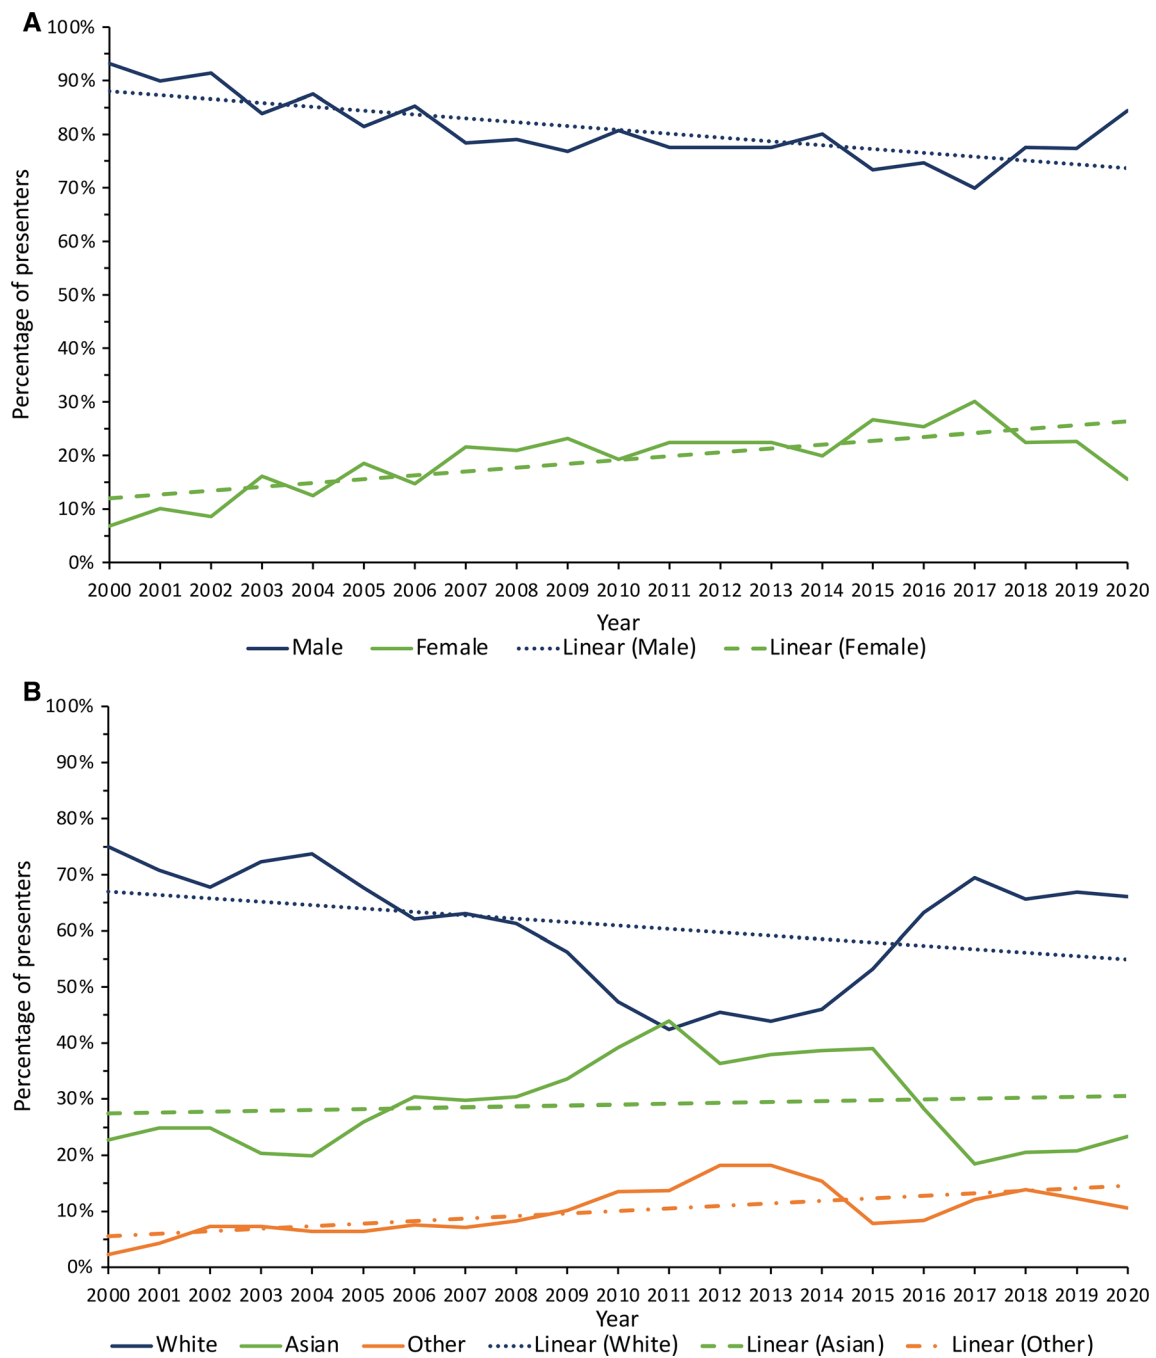 A
100%
90%
80%
70%
60%
50%
40%
30%
20%
10%
0%
Percentage of presenters
2000 2001 2002 2003 2004 2005 2006 2007 2008 2009 2010 2011 2012 2013 2014 2015 2016 2017 2018 2019 2020
Year
Male Female Linear (Male) Linear (Female)
B
100%
90%
80%
70%
60%
50%
40%
30%
20%
10%
0%
Percentage of presenters
2000 2001 2002 2003 2004 2005 2006 2007 2008 2009 2010 2011 2012 2013 2014 2015 2016 2017 2018 2019 2020
Year
White Asian Other Linear (White) Linear (Asian) Linear (Other)